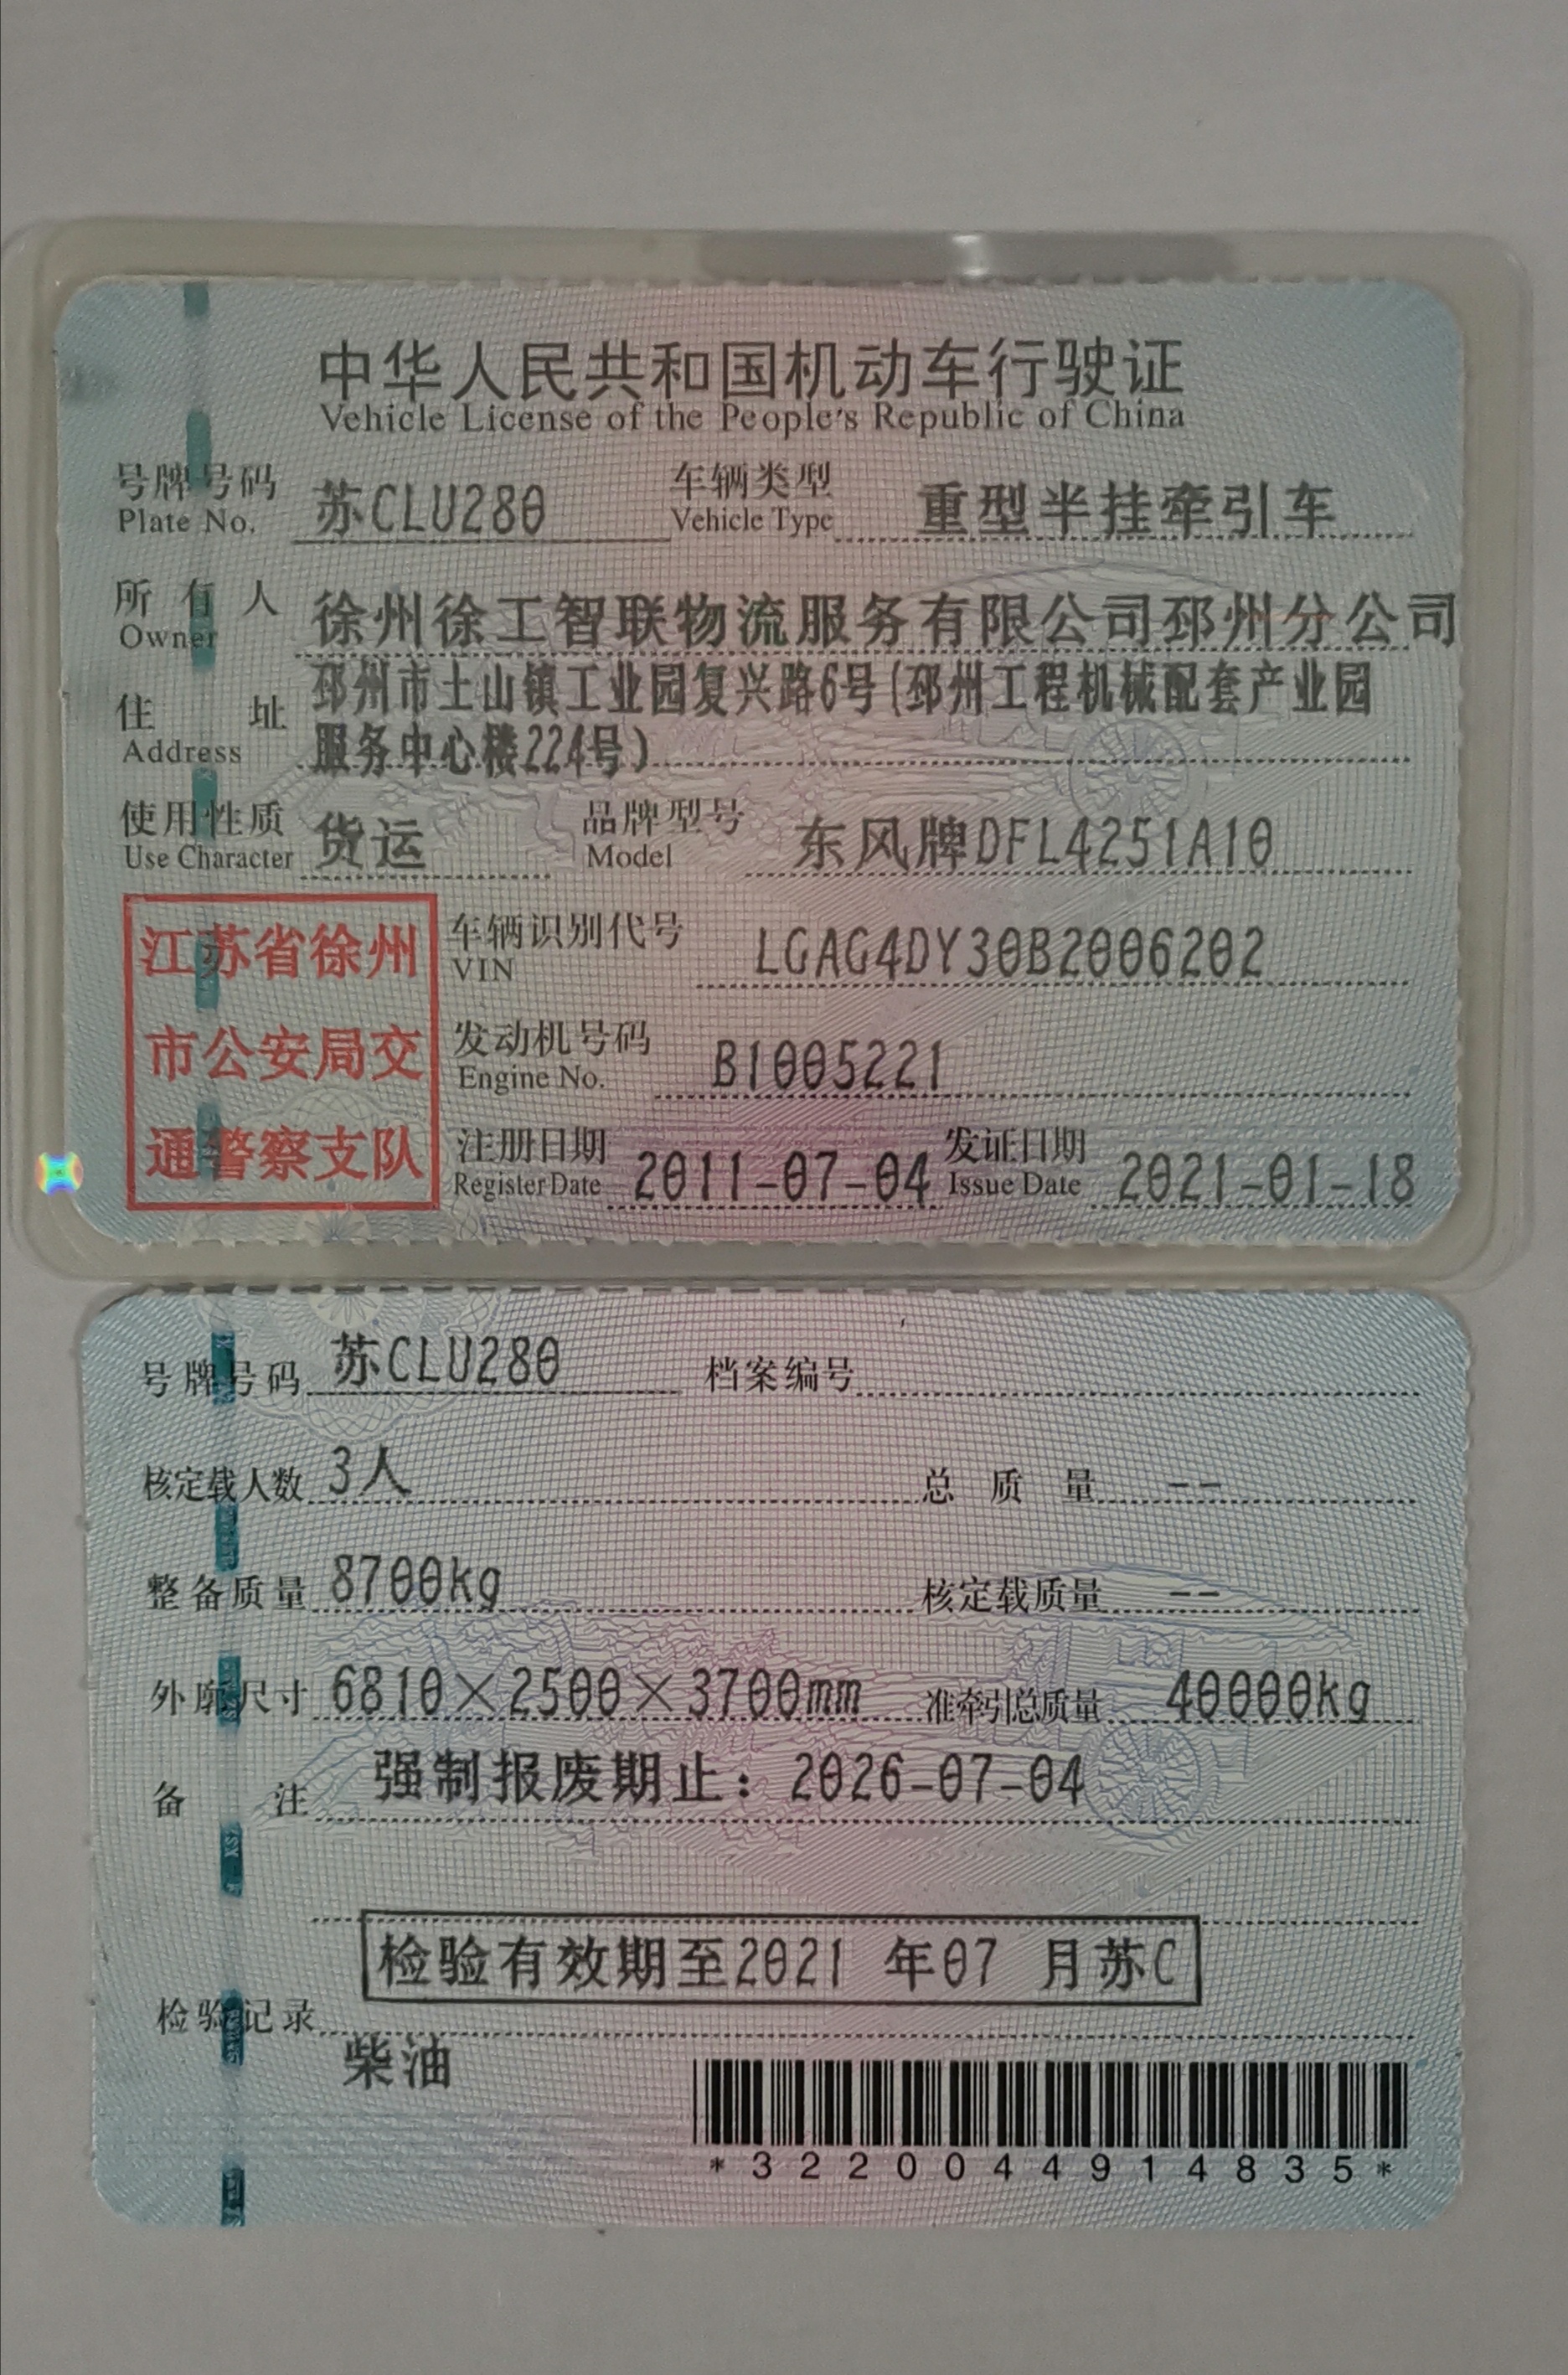 中华人民共和国机动车行驶证
Vehicle License of the People's Republic of China
号牌号码 苏CLU280 车辆类型 重型半挂牵引车
Plate No. Vehicle Type
所有人 徐州徐工智联物流服务有限公司邳州分公司
Owner
住址 邳州市土山镇工业园复兴路6号(邳州工程机械配套产业园
Address 服务中心楼224号)
使用性质 货运 品牌型号 东风牌DFL4251A10
Use Character Model
江苏省徐州
市公安局交
通警察支队
车辆识别代号 LGAG4DY30B2006202
VIN
发动机号码 B1005221
Engine No.
注册日期 2011-07-04 发证日期 2021-01-18
Register Date Issue Date
号牌号码 苏CLU280 档案编号
核定载人数 3人 总质量 --
整备质量 8700kg 核定载质量 --
外廓尺寸 6810×2500×3700mm 准牵引总质量 40000kg
备注 强制报废期止：2026-07-04
检验有效期至2021 年07 月苏C
检验记录
柴油
*3220044914835*